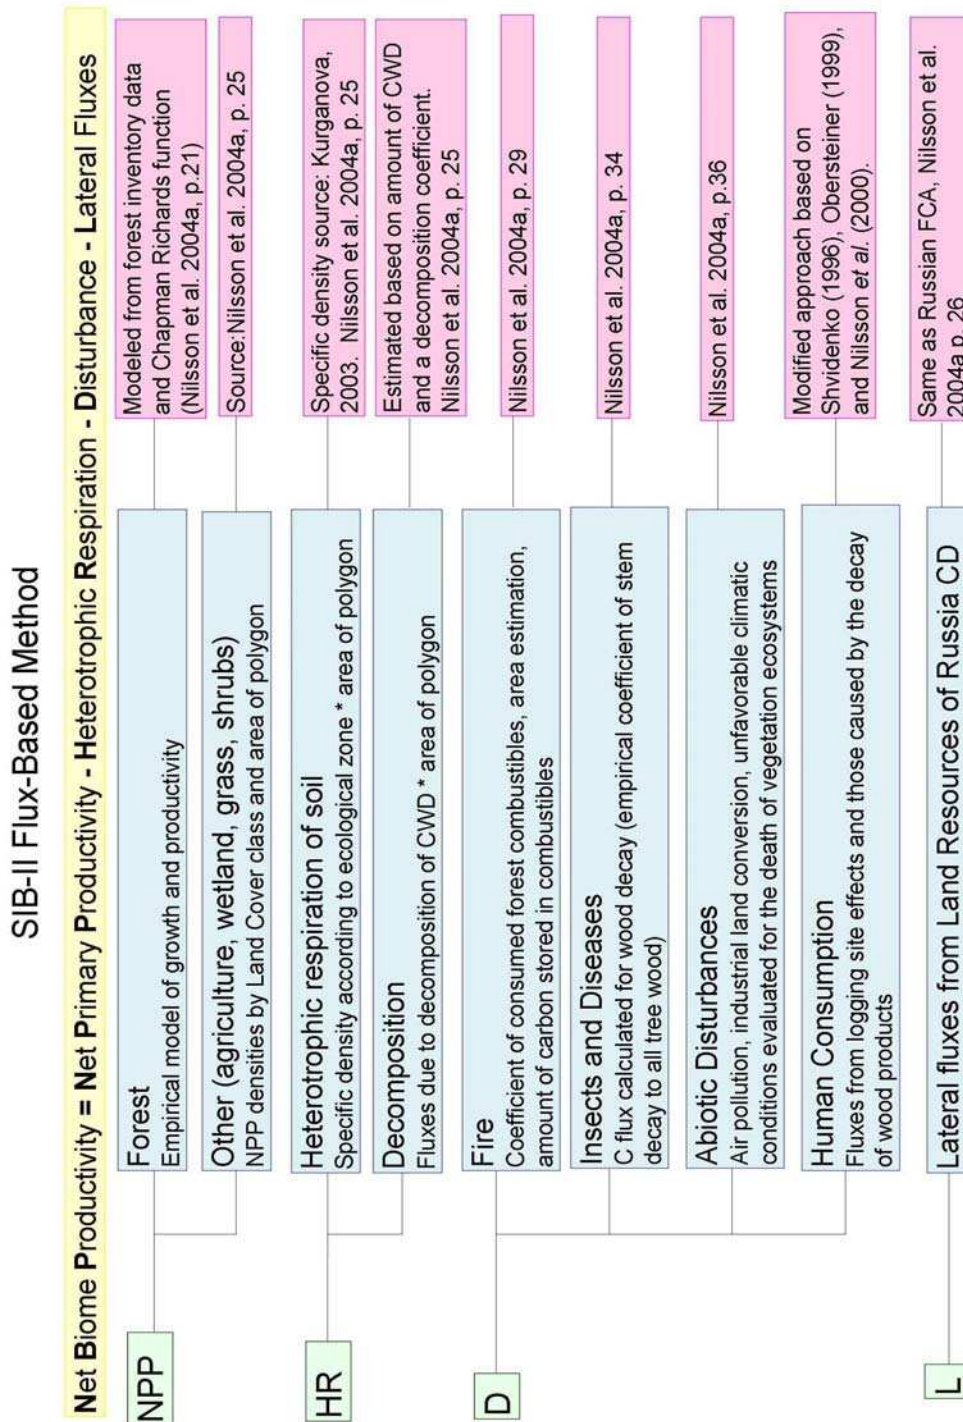 SIB-II Flux-Based Method
Net Biome Productivity = Net Primary Productivity - Heterotrophic Respiration - Disturbance - Lateral Fluxes
NPP
Forest
Empirical model of growth and productivity
Modeled from forest inventory data
and Chapman Richards function
(Nilsson et al. 2004a, p.21)
Other (agriculture, wetland, grass, shrubs)
NPP densities by Land Cover class and area of polygon
Source:Nilsson et al. 2004a, p. 25
HR
Heterotrophic respiration of soil
Specific density according to ecological zone * area of polygon
Specific density source: Kurganova,
2003. Nilsson et al. 2004a, p. 25
Decomposition
Fluxes due to decomposition of CWD * area of polygon
Estimated based on amount of CWD
and a decomposition coefficient.
Nilsson et al. 2004a, p. 25
D
Fire
Coefficient of consumed forest combustibles, area estimation,
amount of carbon stored in combustibles
Nilsson et al. 2004a, p. 29
Insects and Diseases
C flux calculated for wood decay (empirical coefficient of stem
decay to all tree wood)
Nilsson et al. 2004a, p. 34
Abiotic Disturbances
Air pollution, industrial land conversion, unfavorable climatic
conditions evaluated for the death of vegetation ecosystems
Nilsson et al. 2004a, p.36
Human Consumption
Fluxes from logging site effects and those caused by the decay
of wood products
Modified approach based on
Shvidenko (1996), Obersteiner (1999),
and Nilsson et al. (2000).
L
Lateral fluxes from Land Resources of Russia CD
Same as Russian FCA, Nilsson et al.
2004a p. 26